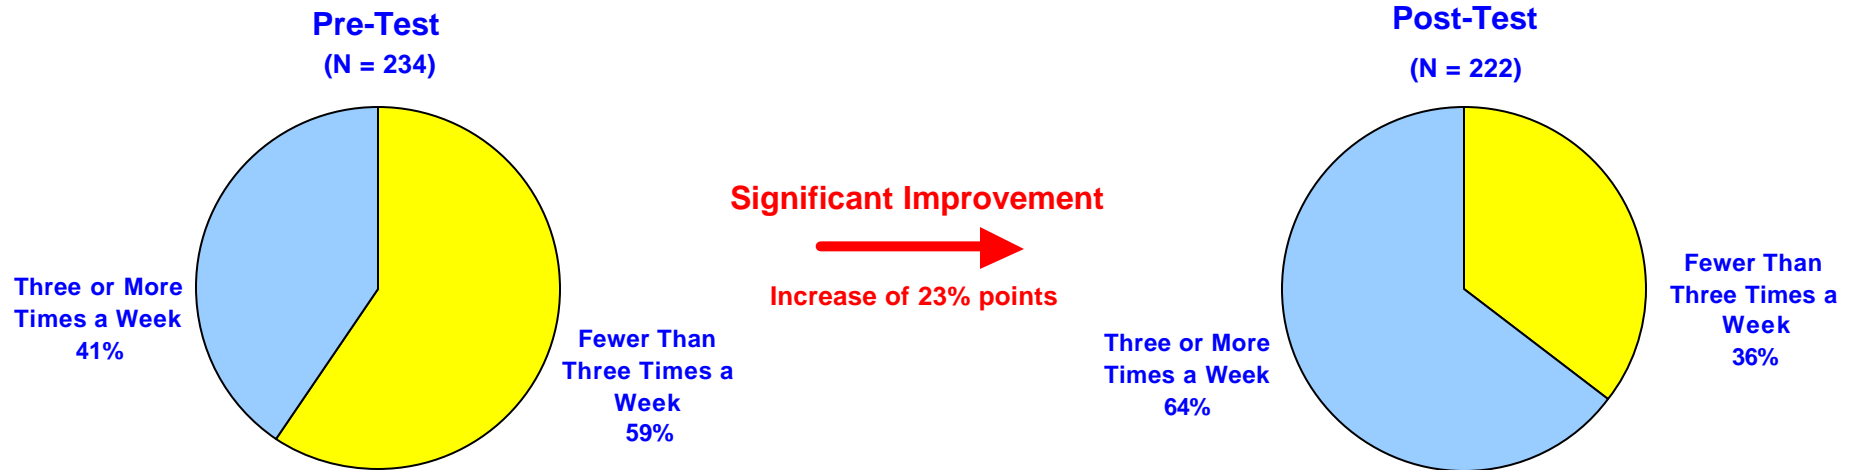 Pre-Test
(N = 234)
Three or More
Times a Week
41%
Fewer Than
Three Times a
Week
59%
Significant Improvement
Increase of 23% points
Post-Test
(N = 222)
Three or More
Times a Week
64%
Fewer Than
Three Times a
Week
36%